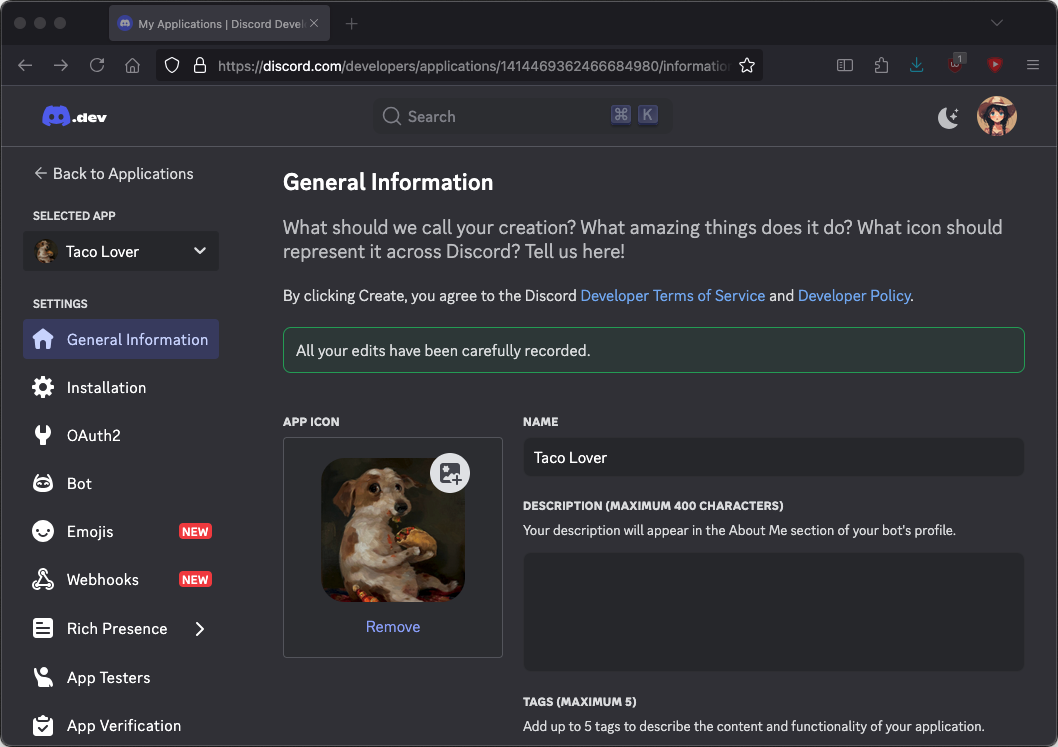 My Applications | Discord Devel
https://discord.com/developers/applications/1414469362466684980/informatio
1
.dev
Search
⌘ K
Back to Applications
SELECTED APP
Taco Lover
SETTINGS
General Information
Installation
OAuth2
Bot
Emojis NEW
Webhooks NEW
Rich Presence
App Testers
App Verification
General Information
What should we call your creation? What amazing things does it do? What icon should
represent it across Discord? Tell us here!
By clicking Create, you agree to the Discord Developer Terms of Service and Developer Policy.
All your edits have been carefully recorded.
APP ICON
Remove
NAME
Taco Lover
DESCRIPTION (MAXIMUM 400 CHARACTERS)
Your description will appear in the About Me section of your bot's profile.
TAGS (MAXIMUM 5)
Add up to 5 tags to describe the content and functionality of your application.